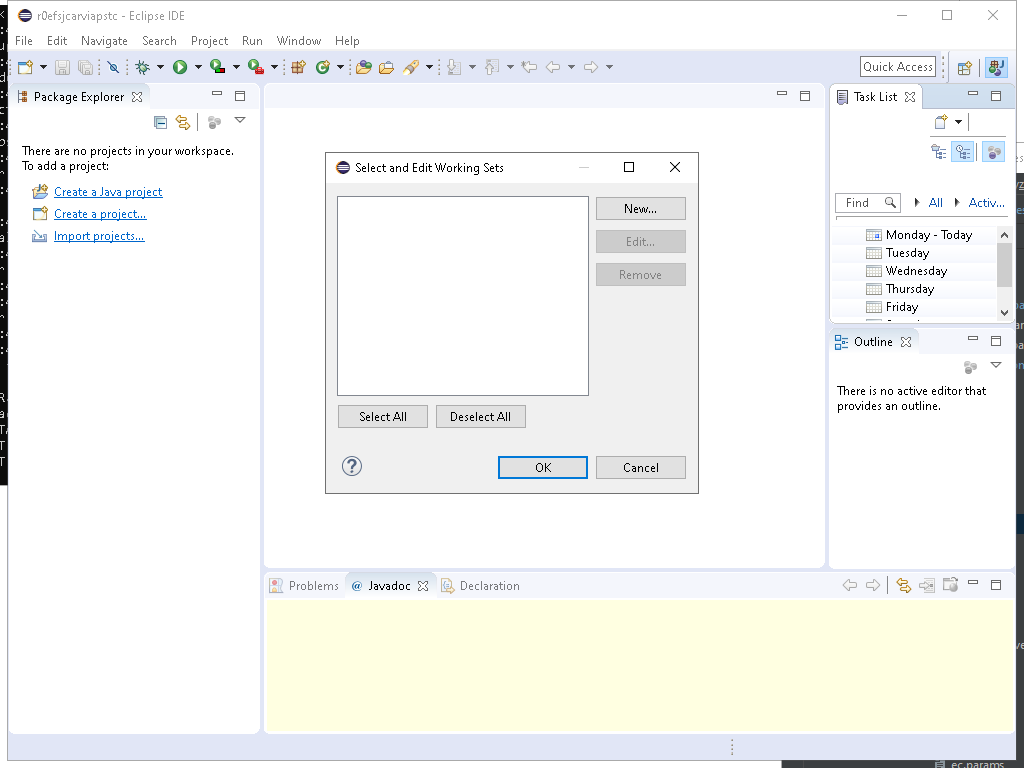 r0efsjcarviapstc - Eclipse IDE
File Edit Navigate Search Project Run Window Help
Quick Access
Package Explorer
There are no projects in your workspace.
To add a project:
Create a Java project
Create a project...
Import projects...
Select and Edit Working Sets
New...
Edit...
Remove
Select All
Deselect All
OK
Cancel
Task List
Find
All
Activ...
Monday - Today
Tuesday
Wednesday
Thursday
Friday
Outline
There is no active editor that
provides an outline.
Problems
@ Javadoc
Declaration
ec.params